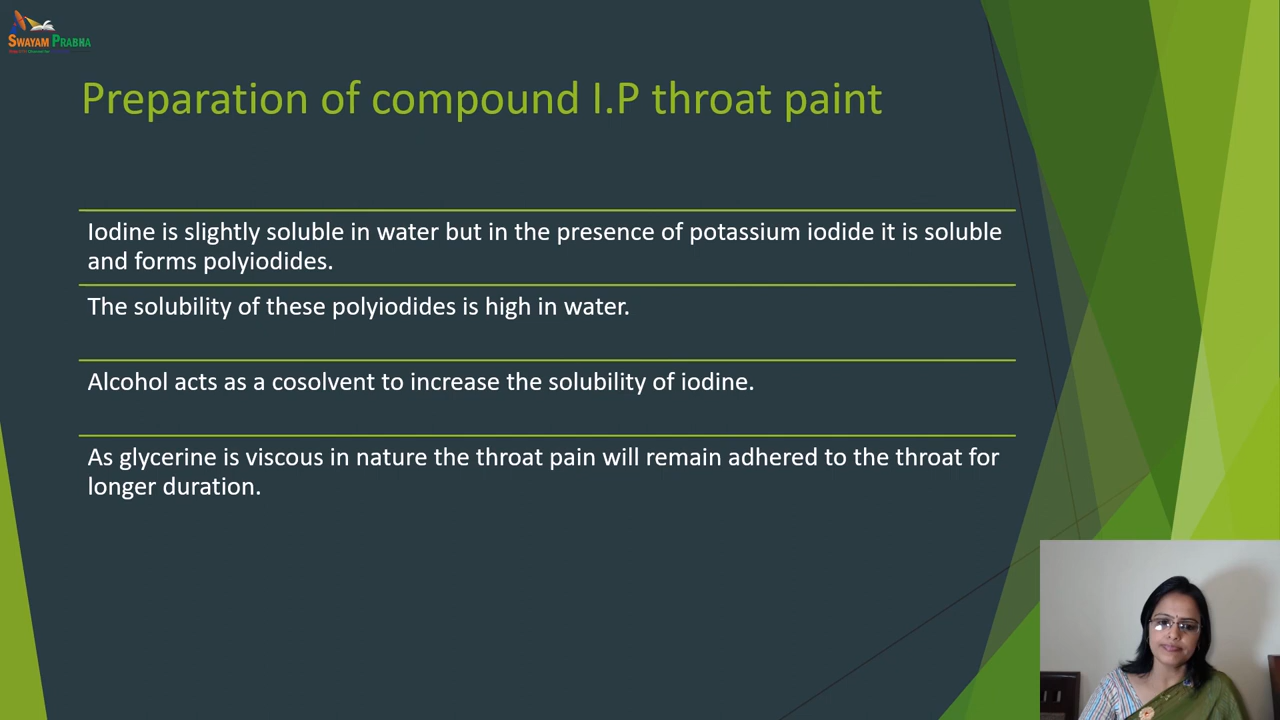 SWAYAM PRABHA
Preparation of compound I.P throat paint
Iodine is slightly soluble in water but in the presence of potassium iodide it is soluble
and forms polyiodides.
The solubility of these polyiodides is high in water.
Alcohol acts as a cosolvent to increase the solubility of iodine.
As glycerine is viscous in nature the throat pain will remain adhered to the throat for
longer duration.